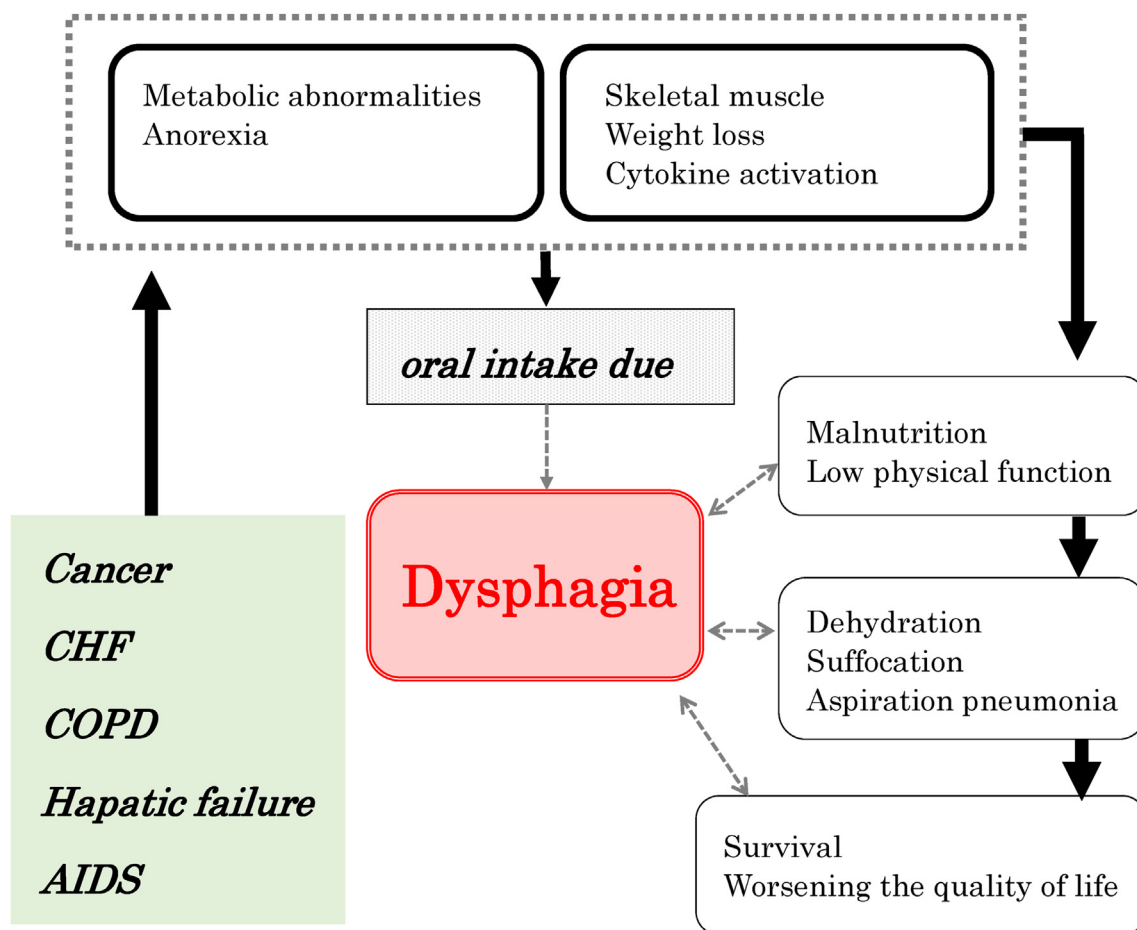 Metabolic abnormalities
Anorexia
Skeletal muscle
Weight loss
Cytokine activation
oral intake due
Malnutrition
Low physical function
Dysphagia
Cancer
CHF
COPD
Hapatic failure
AIDS
Dehydration
Suffocation
Aspiration pneumonia
Survival
Worsening the quality of life